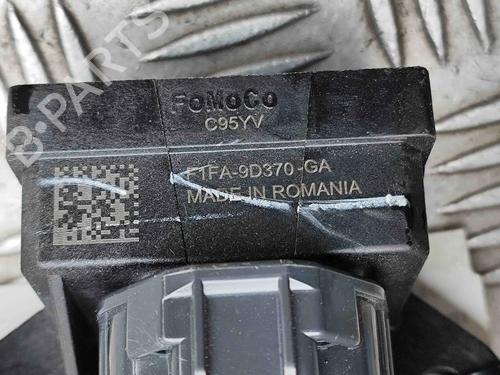 B-PARTS
FoMoCo
C95YV
F1FA-9D370-GA
MADE IN ROMANIA